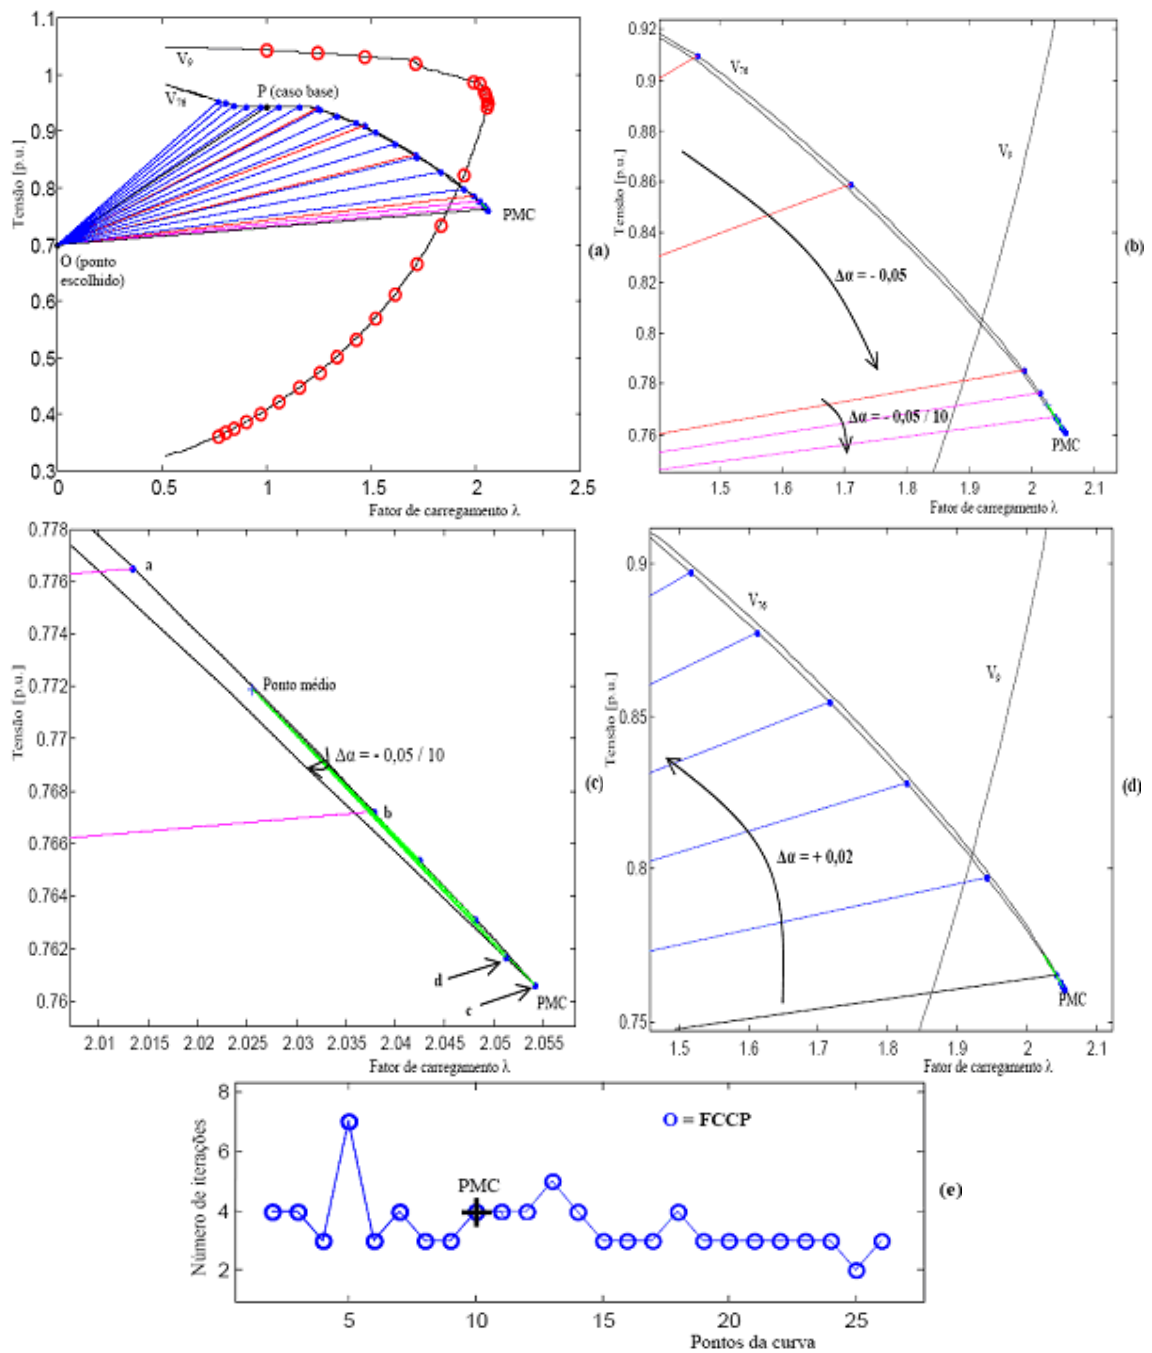 1.1
1
0.9
0.8
0.7
0.6
0.5
0.4
0.3
Tensão [p.u.]
V9
V76
P (caso base)
PMC
O (ponto
escolhido)
0
0.5
1
1.5
2
2.5
Fator de carregamento λ
(a)
0.92
0.9
0.88
0.86
0.84
0.82
0.8
0.78
0.76
Tensão [p.u.]
V76
V9
Δα = - 0,05
Δα = - 0,05 / 10
PMC
1.5
1.6
1.7
1.8
1.9
2
2.1
Fator de carregamento λ
(b)
0.778
0.776
0.774
0.772
0.77
0.768
0.766
0.764
0.762
0.76
Tensão [p.u.]
a
Ponto médio
Δα = - 0,05 / 10
b
d
c
PMC
2.01
2.015
2.02
2.025
2.03
2.035
2.04
2.045
2.05
2.055
Fator de carregamento λ
(c)
0.9
0.85
0.8
0.75
Tensão [p.u.]
V76
V9
Δα = + 0,02
PMC
1.5
1.6
1.7
1.8
1.9
2
2.1
Fator de carregamento λ
(d)
8
6
4
2
Número de iterações
O = FCCP
PMC
5
10
15
20
25
Pontos da curva
(e)